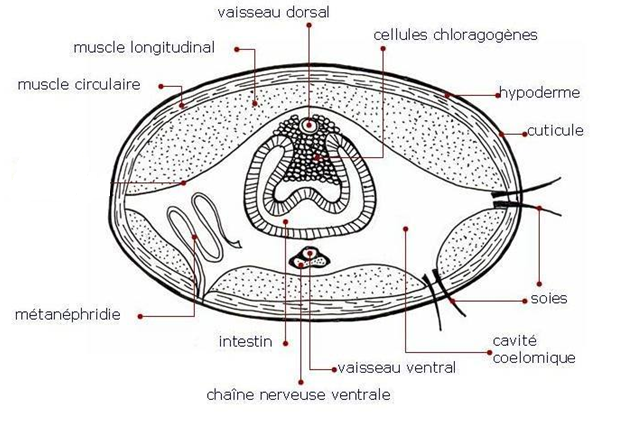 vaisseau dorsal
muscle longitudinal
cellules chloragogènes
muscle circulaire
hypoderme
cuticule
soies
métanéphridie
intestin
cavité
coelomique
vaisseau ventral
chaîne nerveuse ventrale